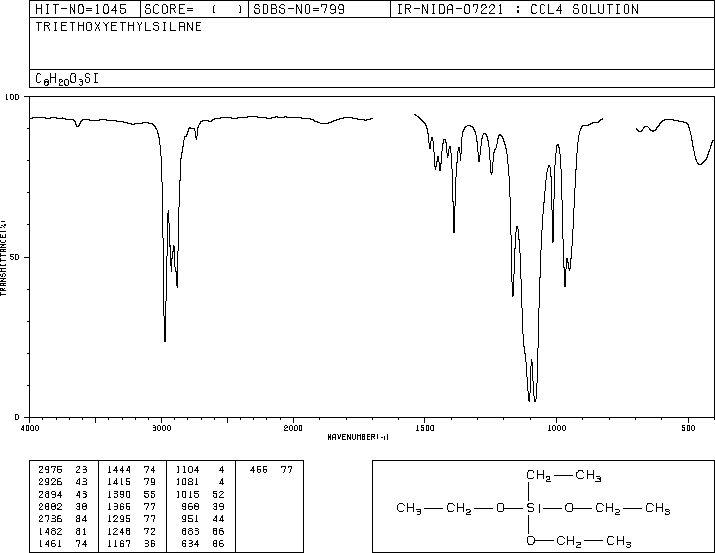 HIT-NO=1045 SCORE= ( ) SDBS-NO=799 IR-NIDA-07221 : CCL4 SOLUTION
TRIETHOXYETHYLSILANE
C8H20O3SI
100
50
0
TRANSMITTANCE(%)
4000 3000 2000 1500 1000 500
WAVENUMBER(-1)
2976 23 1444 74 1104 4 466 77
2926 43 1415 79 1081 4
2894 43 1390 55 1015 52
2882 38 1366 77 968 39
2736 84 1295 77 951 44
1482 81 1248 72 683 86
1461 74 1167 36 634 86
CH2 CH3
CH3 CH2 O Si O CH2 CH3
O CH2 CH3